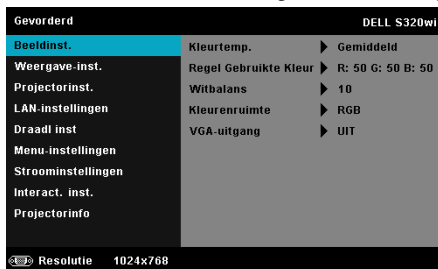 Gevorderd DELL S320wi
Beeldinst. Kleurtemp. Gemiddeld
Weergave-inst. Regel Gebruikte Kleur R: 50 G: 50 B: 50
Projectorinst. Witbalans 10
LAN-instellingen Kleurenruimte RGB
Draadl inst VGA-uitgang UIT
Menu-instellingen
Stroominstellingen
Interact. inst.
Projectorinfo
Resolutie 1024x768